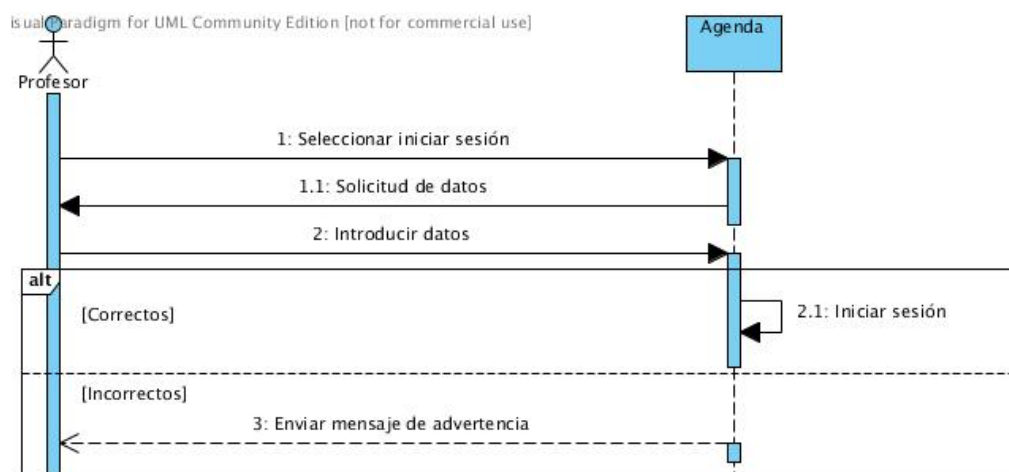 isual Paradigm for UML Community Edition [not for commercial use]
Agenda
Profesor
1: Seleccionar iniciar sesión
1.1: Solicitud de datos
2: Introducir datos
alt
[Correctos]
2.1: Iniciar sesión
[Incorrectos]
3: Enviar mensaje de advertencia